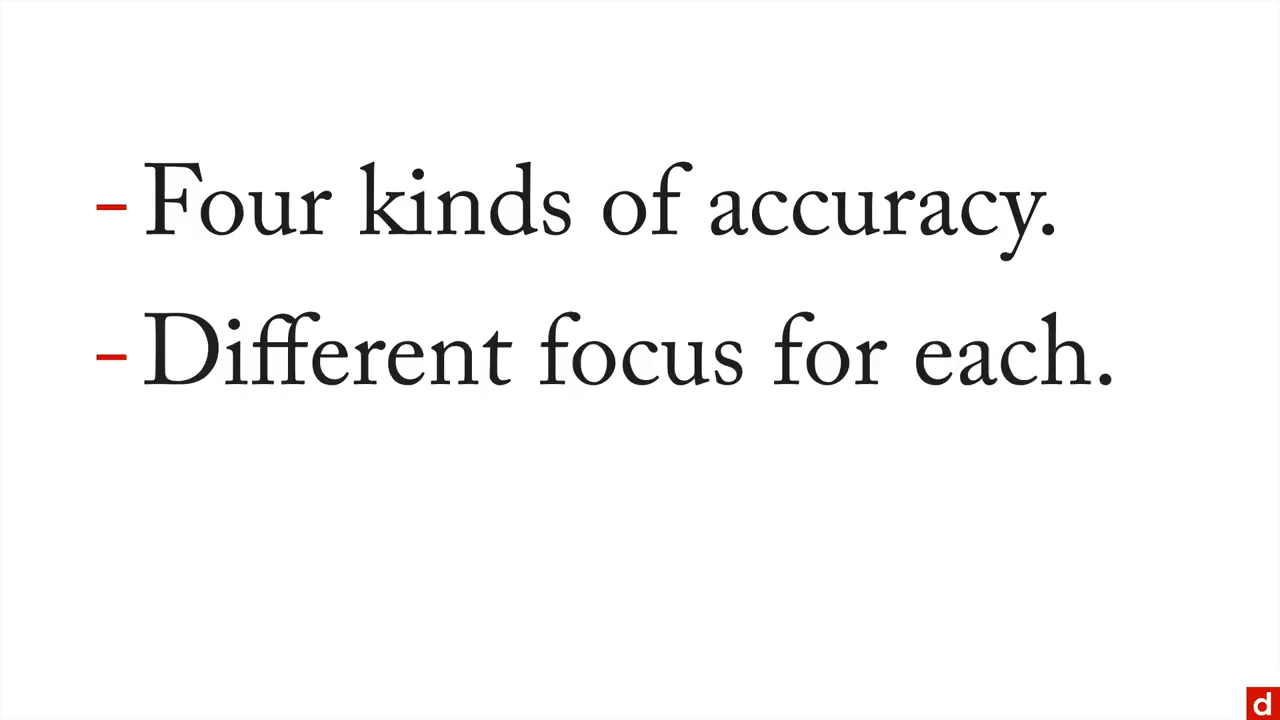 - Four kinds of accuracy.
- Different focus for each.
d